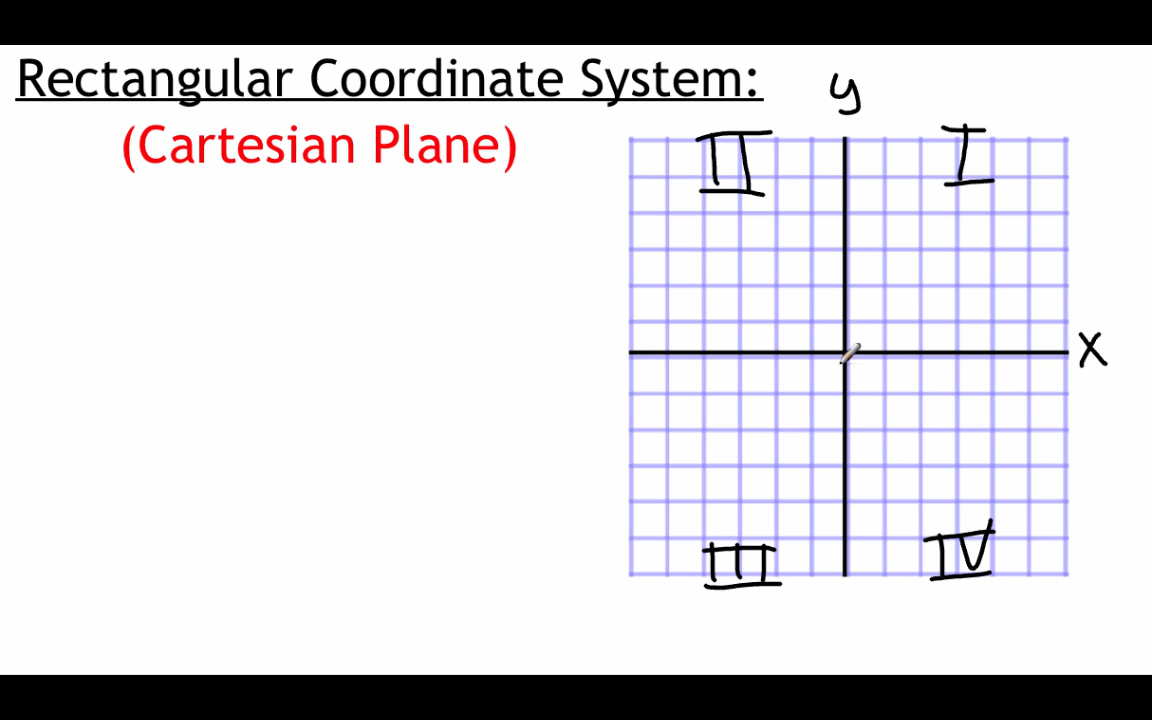 Rectangular Coordinate System:
(Cartesian Plane)
y
II I
x
III IV